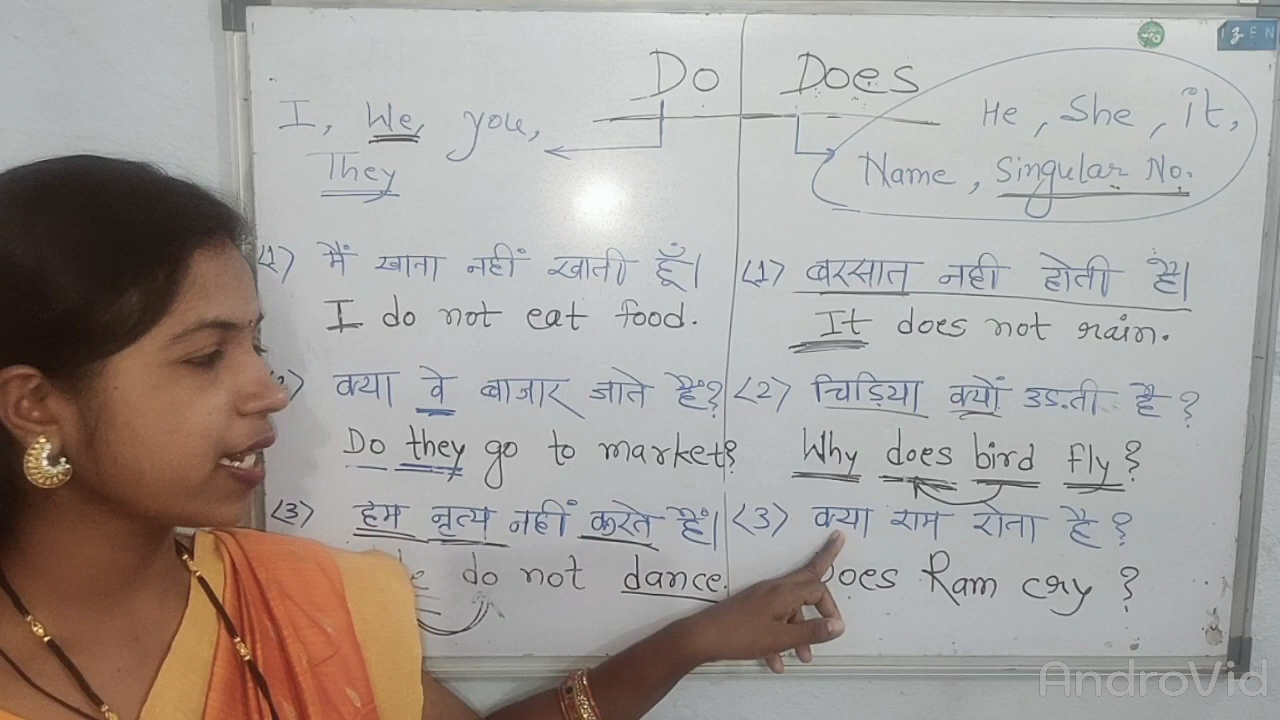 Do Does
I, We, you,
They
He, She, it,
Name, Singular No.
(1) मैं खाना नहीं खाती हूँ।
I do not eat food.
क्या वे बाजार जाते हैं?
Do they go to market?
(3) हम नृत्य नहीं करते हैं।
do not dance.
(1) बरसात नही होती है।
It does not rain.
(2) चिड़िया क्यों उड़ती है?
Why does bird fly?
(3) क्या राम रोता है?
Does Ram cry?
AndroVid